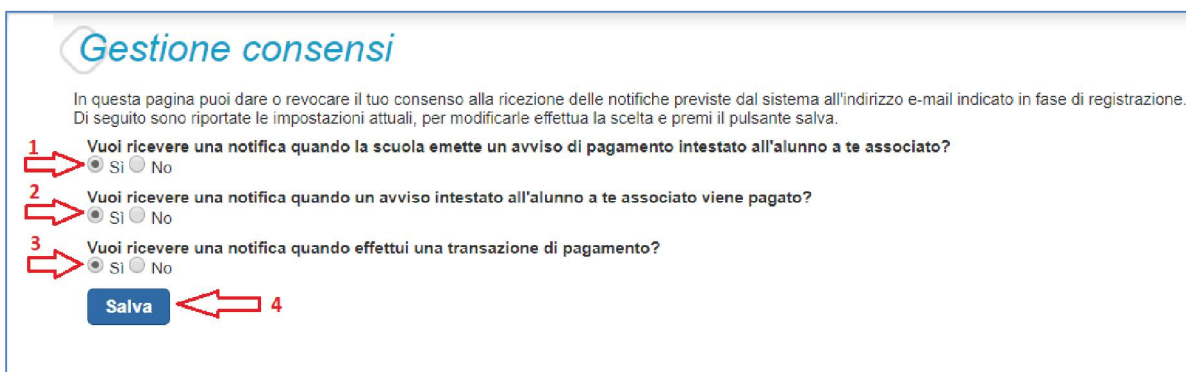 Gestione consensi
In questa pagina puoi dare o revocare il tuo consenso alla ricezione delle notifiche previste dal sistema all'indirizzo e-mail indicato in fase di registrazione.
Di seguito sono riportate le impostazioni attuali, per modificarle effettua la scelta e premi il pulsante salva.
1 Vuoi ricevere una notifica quando la scuola emette un avviso di pagamento intestato all'alunno a te associato?
Sì No
2 Vuoi ricevere una notifica quando un avviso intestato all'alunno a te associato viene pagato?
Sì No
3 Vuoi ricevere una notifica quando effettui una transazione di pagamento?
Sì No
Salva 4